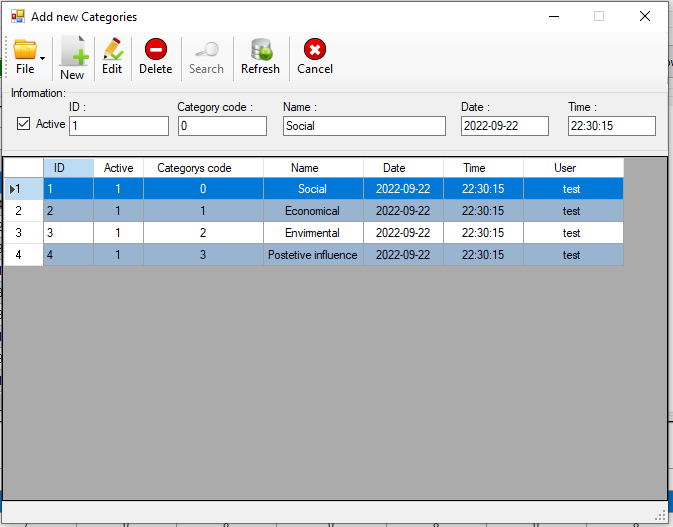 Add new Categories
File New Edit Delete Search Refresh Cancel
Information:
ID : Category code : Name : Date : Time :
Active 1 0 Social 2022-09-22 22:30:15
ID Active Categorys code Name Date Time User
1 1 1 0 Social 2022-09-22 22:30:15 test
2 2 1 1 Economical 2022-09-22 22:30:15 test
3 3 1 2 Envirmental 2022-09-22 22:30:15 test
4 4 1 3 Postetive influence 2022-09-22 22:30:15 test